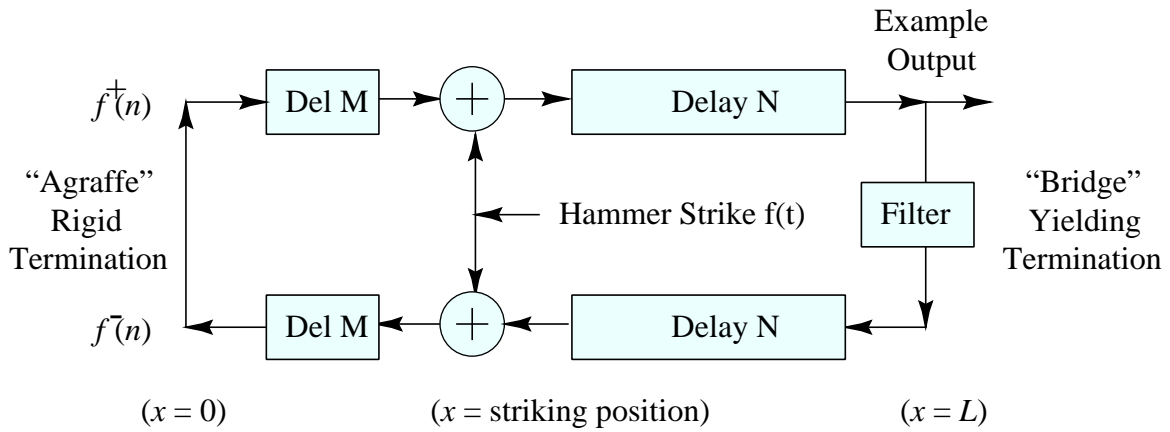 Example
Output
f⁺(n)
Del M
+
Delay N
“Agraffe”
Rigid
Termination
Hammer Strike f(t)
Filter
“Bridge”
Yielding
Termination
f⁻(n)
Del M
+
Delay N
(x = 0)
(x = striking position)
(x = L)